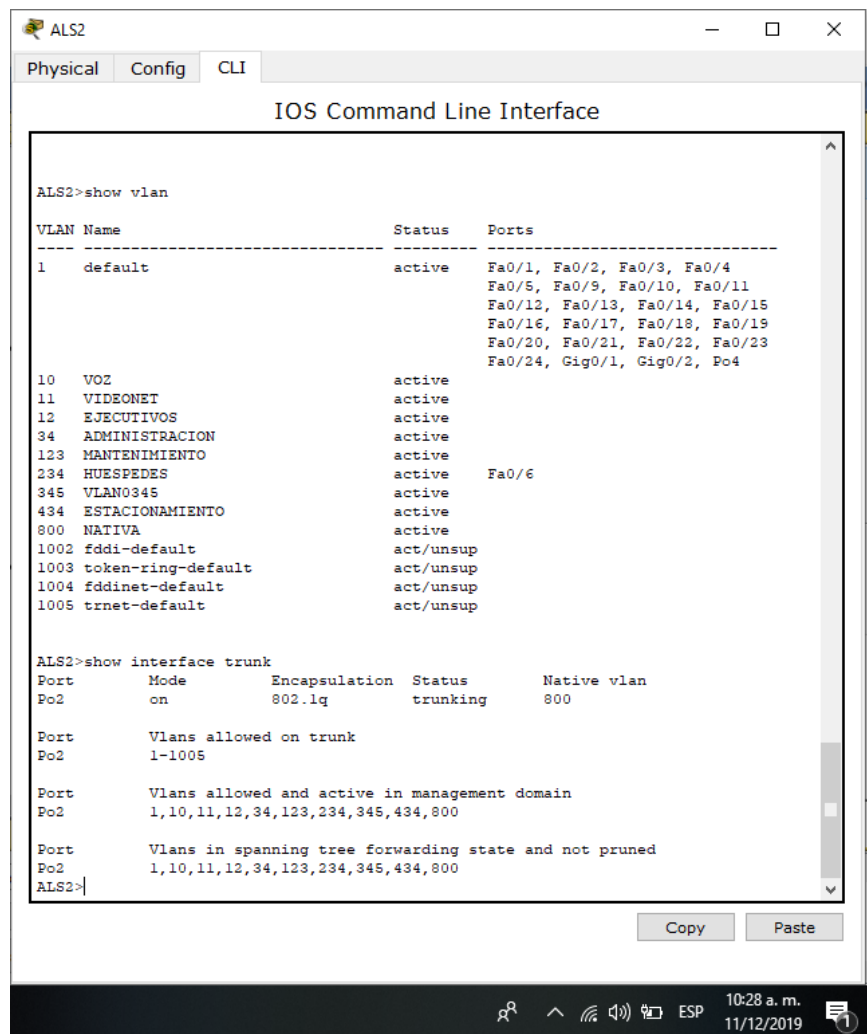 ALS2
Physical Config CLI
IOS Command Line Interface
ALS2>show vlan
VLAN Name Status Ports
---- -------------------------------- --------- -------------------------------
1 default active Fa0/1, Fa0/2, Fa0/3, Fa0/4
Fa0/5, Fa0/9, Fa0/10, Fa0/11
Fa0/12, Fa0/13, Fa0/14, Fa0/15
Fa0/16, Fa0/17, Fa0/18, Fa0/19
Fa0/20, Fa0/21, Fa0/22, Fa0/23
Fa0/24, Gig0/1, Gig0/2, Po4
10 VOZ active
11 VIDEONET active
12 EJECUTIVOS active
34 ADMINISTRACION active
123 MANTENIMIENTO active
234 HUESPEDES active Fa0/6
345 VLAN0345 active
434 ESTACIONAMIENTO active
800 NATIVA active
1002 fddi-default act/unsup
1003 token-ring-default act/unsup
1004 fddinet-default act/unsup
1005 trnet-default act/unsup
ALS2>show interface trunk
Port Mode Encapsulation Status Native vlan
Po2 on 802.1q trunking 800
Port Vlans allowed on trunk
Po2 1-1005
Port Vlans allowed and active in management domain
Po2 1,10,11,12,34,123,234,345,434,800
Port Vlans in spanning tree forwarding state and not pruned
Po2 1,10,11,12,34,123,234,345,434,800
ALS2>
Copy Paste
ESP 10:28 a. m.
11/12/2019 1